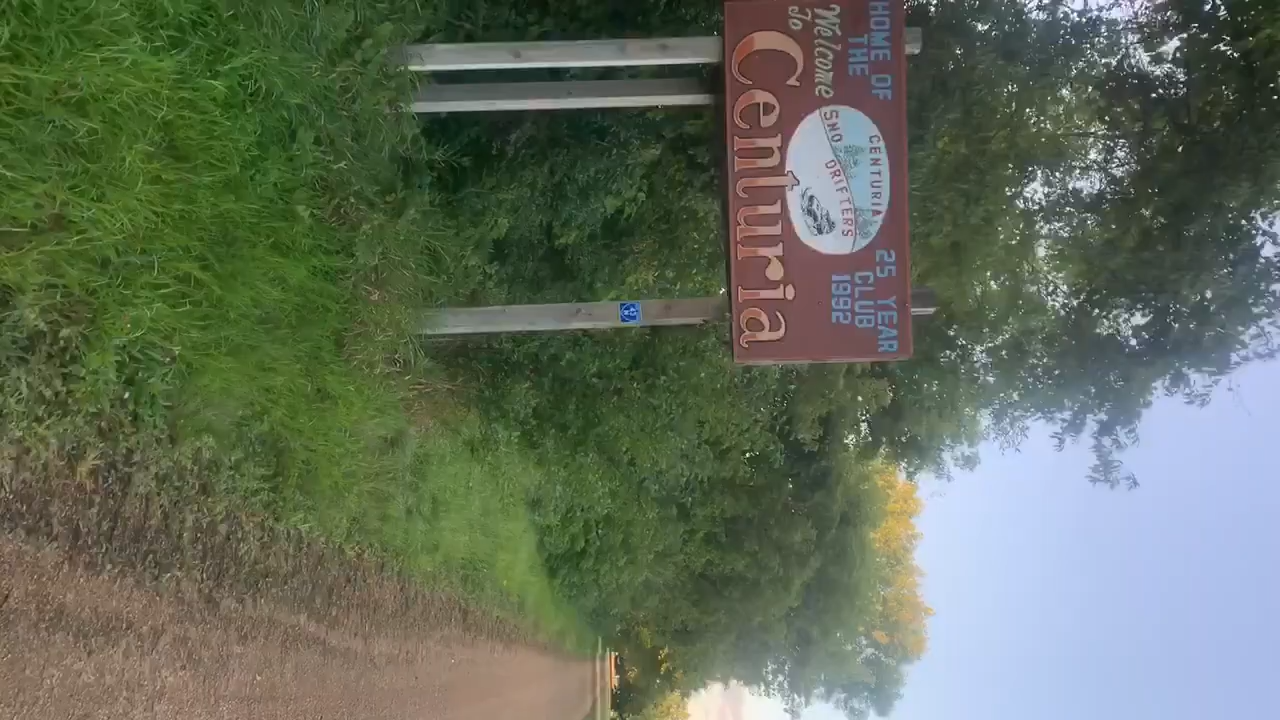 HOME OF
THE
25 YEAR
CLUB
1992
CENTURIA
SNO DRIFTERS
Welcome
To
Centuria